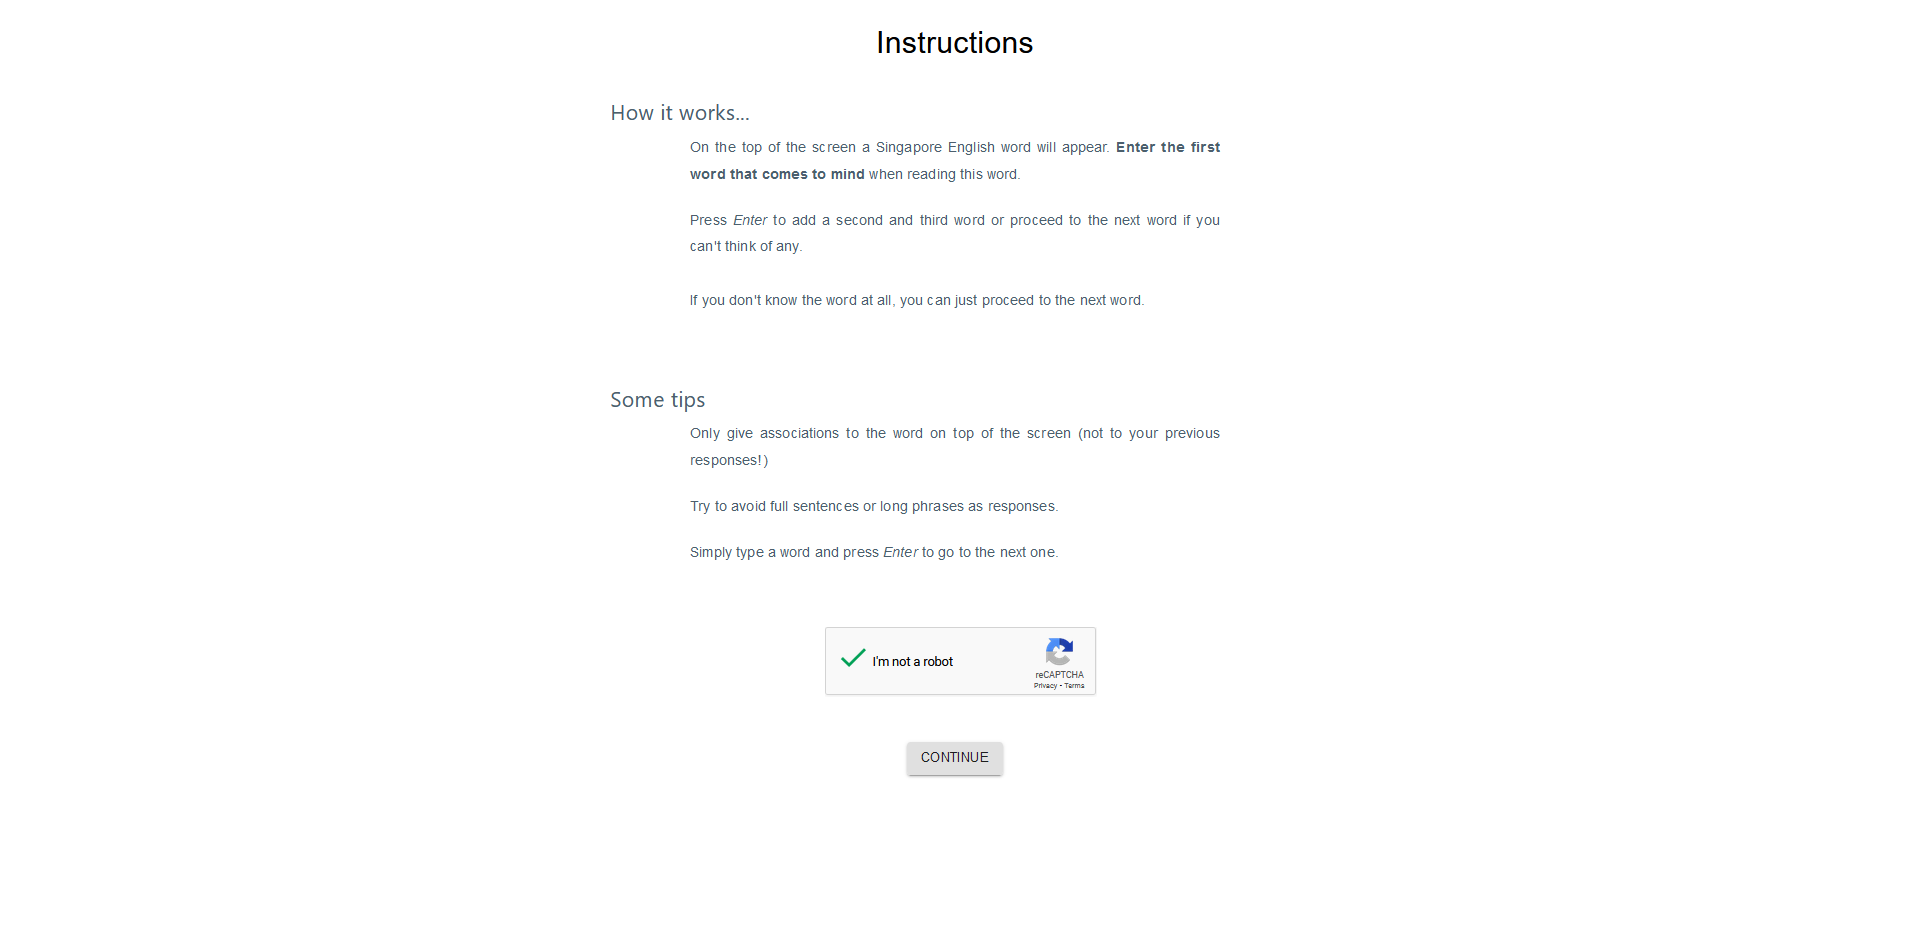 Instructions
How it works...
On the top of the screen a Singapore English word will appear. Enter the first
word that comes to mind when reading this word.
Press Enter to add a second and third word or proceed to the next word if you
can't think of any.
If you don't know the word at all, you can just proceed to the next word.
Some tips
Only give associations to the word on top of the screen (not to your previous
responses!)
Try to avoid full sentences or long phrases as responses.
Simply type a word and press Enter to go to the next one.
I'm not a robot
reCAPTCHA
Privacy - Terms
CONTINUE